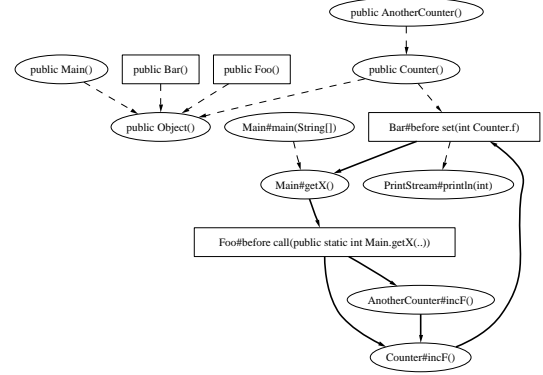 public AnotherCounter()
public Main()
public Bar()
public Foo()
public Counter()
public Object()
Main#main(String[])
Bar#before set(int Counter.f)
Main#getX()
PrintStream#println(int)
Foo#before call(public static int Main.getX(..))
AnotherCounter#incF()
Counter#incF()